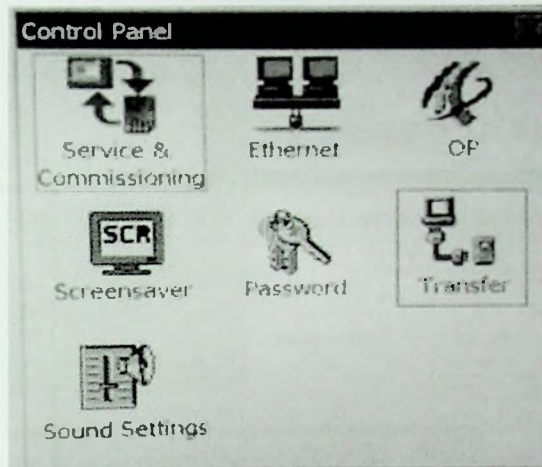 Control Panel
Service &
Commissioning
Ethernet
OP
SCR
Screensaver
Password
Transfer
Sound Settings